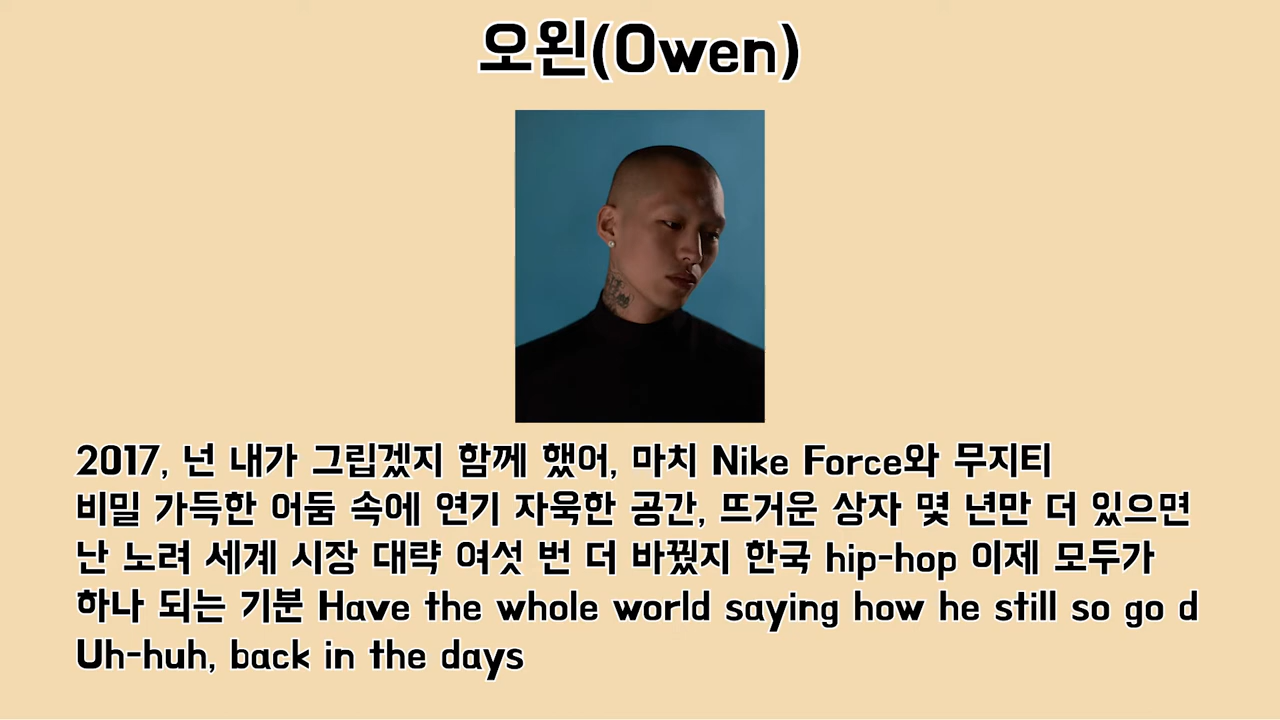 오왼(Owen)
2017, 넌 내가 그립겠지 함께 했어, 마치 Nike Force와 무지티
비밀 가득한 어둠 속에 연기 자욱한 공간, 뜨거운 상자 몇 년만 더 있으면
난 노려 세계 시장 대략 여섯 번 더 바꿨지 한국 hip-hop 이제 모두가
하나 되는 기분 Have the whole world saying how he still so go d
Uh-huh, back in the days